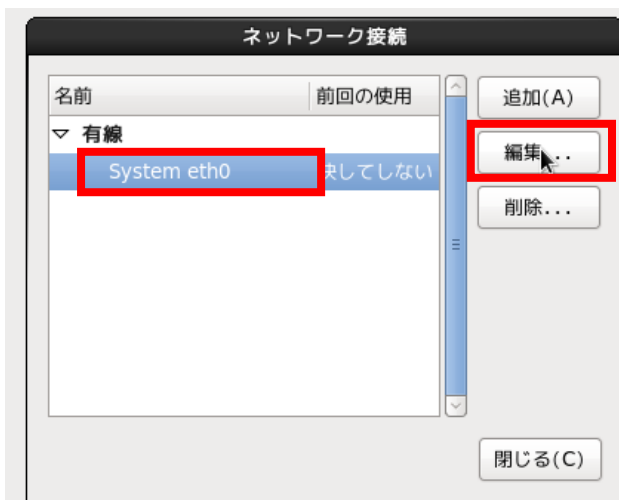 ネットワーク接続
名前 前回の使用
追加(A)
有線
編集...
System eth0 決してしない
削除...
閉じる(C)